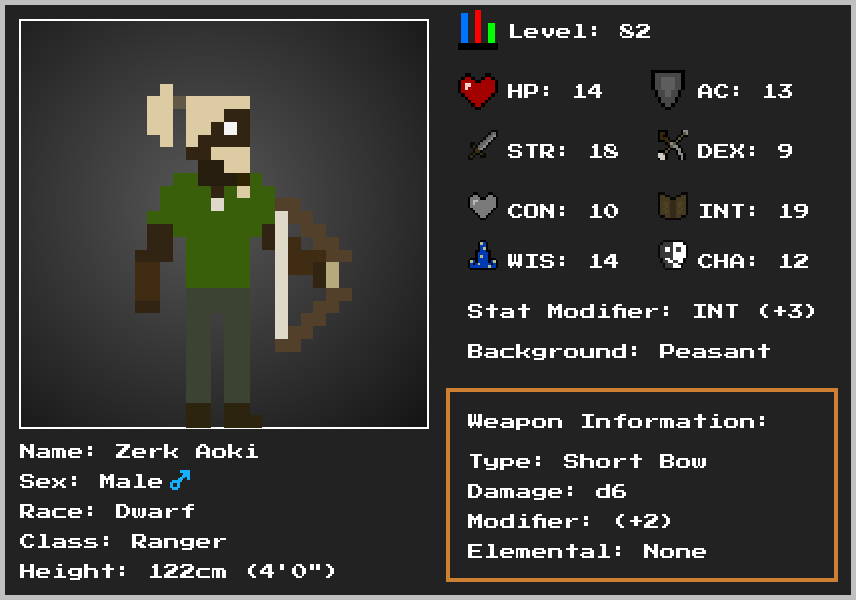 Level: 82
HP: 14 AC: 13
STR: 18 DEX: 9
CON: 10 INT: 19
WIS: 14 CHA: 12
Stat Modifier: INT (+3)
Background: Peasant
Weapon Information:
Type: Short Bow
Damage: d6
Modifier: (+2)
Elemental: None
Name: Zerk Aoki
Sex: Male ♂
Race: Dwarf
Class: Ranger
Height: 122cm (4'0")